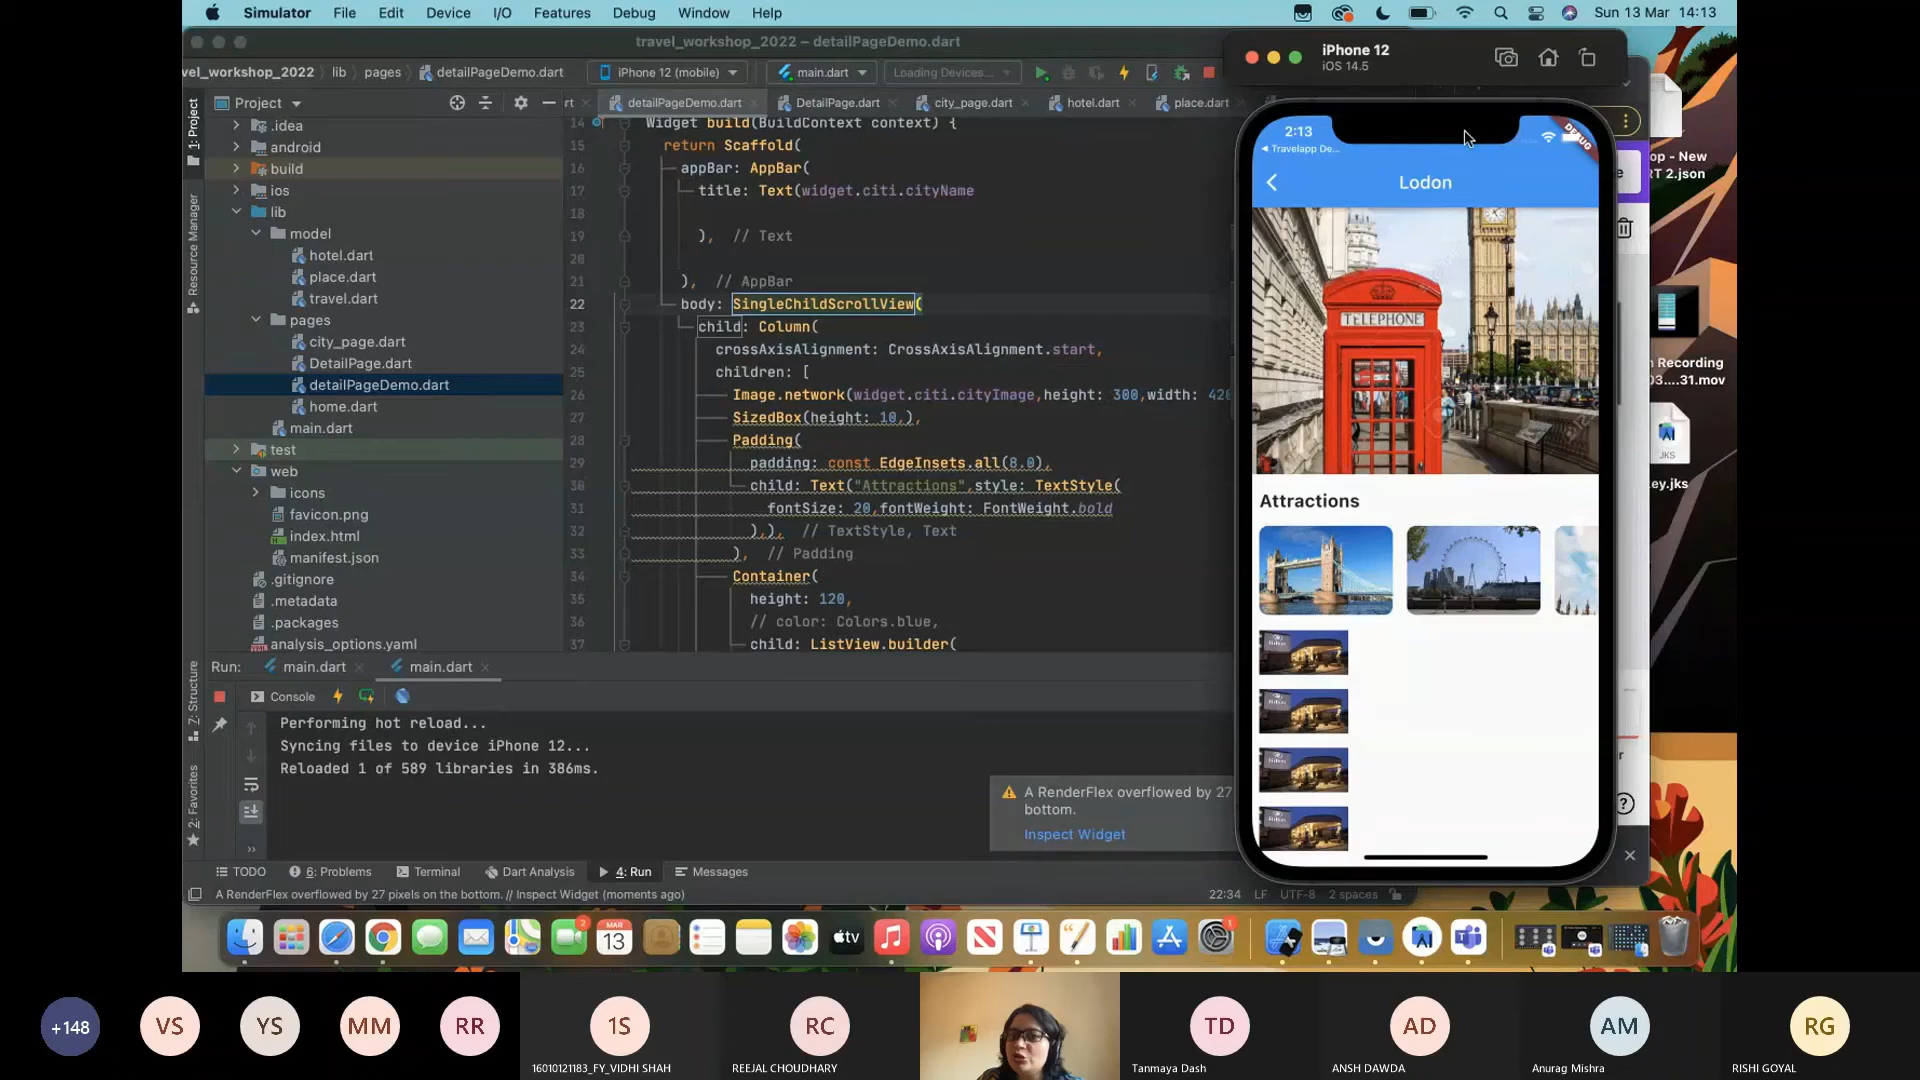 Simulator File Edit Device I/O Features Debug Window Help
Sun 13 Mar 14:13
travel_workshop_2022 – detailPageDemo.dart
vel_workshop_2022 lib pages detailPageDemo.dart
iPhone 12 (mobile)
main.dart
Loading Devices...
1: Project
Resource Manager
Z: Structure
2: Favorites
Project
.idea
android
build
ios
lib
model
hotel.dart
place.dart
travel.dart
pages
city_page.dart
DetailPage.dart
detailPageDemo.dart
home.dart
main.dart
test
web
icons
favicon.png
index.html
manifest.json
.gitignore
.metadata
.packages
analysis_options.yaml
rt
detailPageDemo.dart
DetailPage.dart
city_page.dart
hotel.dart
place.dart
14 Widget build(BuildContext context) {
15 return Scaffold(
16 appBar: AppBar(
17 title: Text(widget.citi.cityName
18
19 ), // Text
20
21 ), // AppBar
22 body: SingleChildScrollView(
23 child: Column(
24 crossAxisAlignment: CrossAxisAlignment.start,
25 children: [
26 Image.network(widget.citi.cityImage,height: 300,width: 420
27 SizedBox(height: 10,),
28 Padding(
29 padding: const EdgeInsets.all(8.0),
30 child: Text("Attractions",style: TextStyle(
31 fontSize: 20,fontWeight: FontWeight.bold
32 ),), // TextStyle, Text
33 ), // Padding
34 Container(
35 height: 120,
36 // color: Colors.blue,
37 child: ListView.builder(
Run: main.dart main.dart
Console
Performing hot reload...
Syncing files to device iPhone 12...
Reloaded 1 of 589 libraries in 386ms.
A RenderFlex overflowed by 27
bottom.
Inspect Widget
TODO 6: Problems Terminal Dart Analysis 4: Run Messages
A RenderFlex overflowed by 27 pixels on the bottom. // Inspect Widget (moments ago)
22:34 LF UTF-8 2 spaces
iPhone 12
iOS 14.5
2:13
Travelapp De...
DEBUG
Lodon
TELEPHONE
Attractions
op - New
RT 2.json
n Recording
03....31.mov
JKS
ey.jks
2
MAR
13
tv
1
+148
VS
YS
MM
RR
1S
16010121183_FY_VIDHI SHAH
RC
REEJAL CHOUDHARY
TD
Tanmaya Dash
AD
ANSH DAWDA
AM
Anurag Mishra
RG
RISHI GOYAL